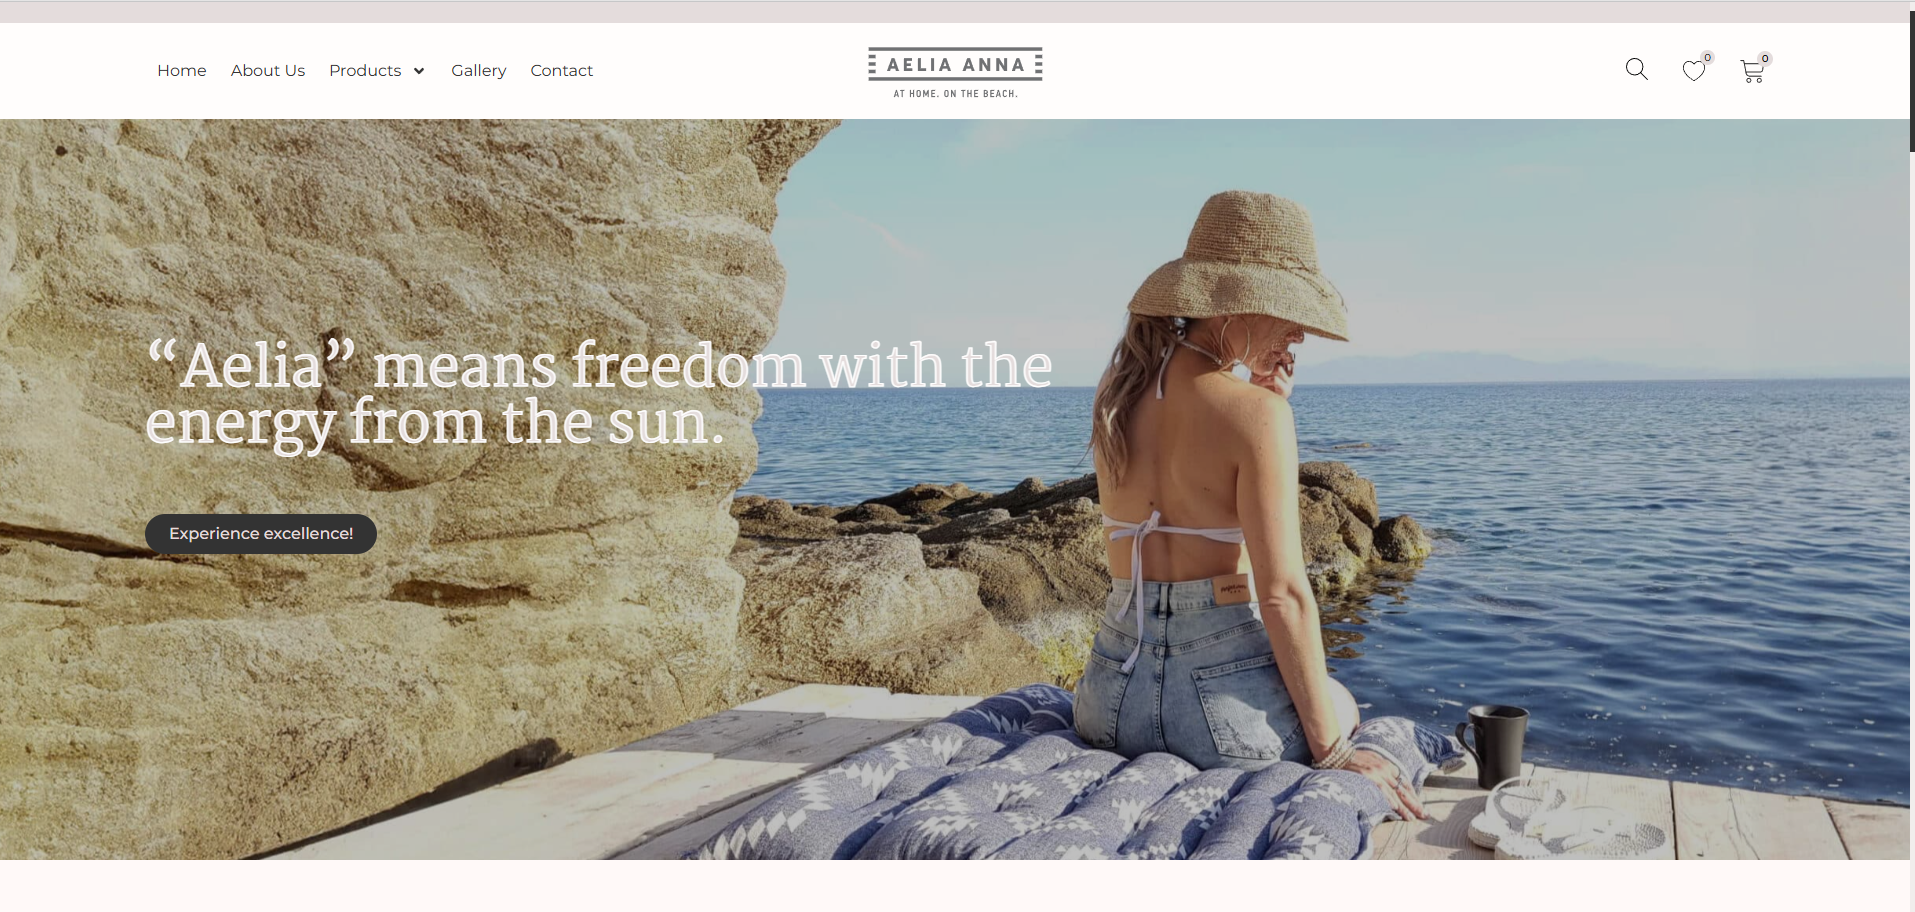 Home About Us Products Gallery Contact
AELIA ANNA
AT HOME. ON THE BEACH.
0
0
“Aelia” means freedom with the
energy from the sun.
Experience excellence!